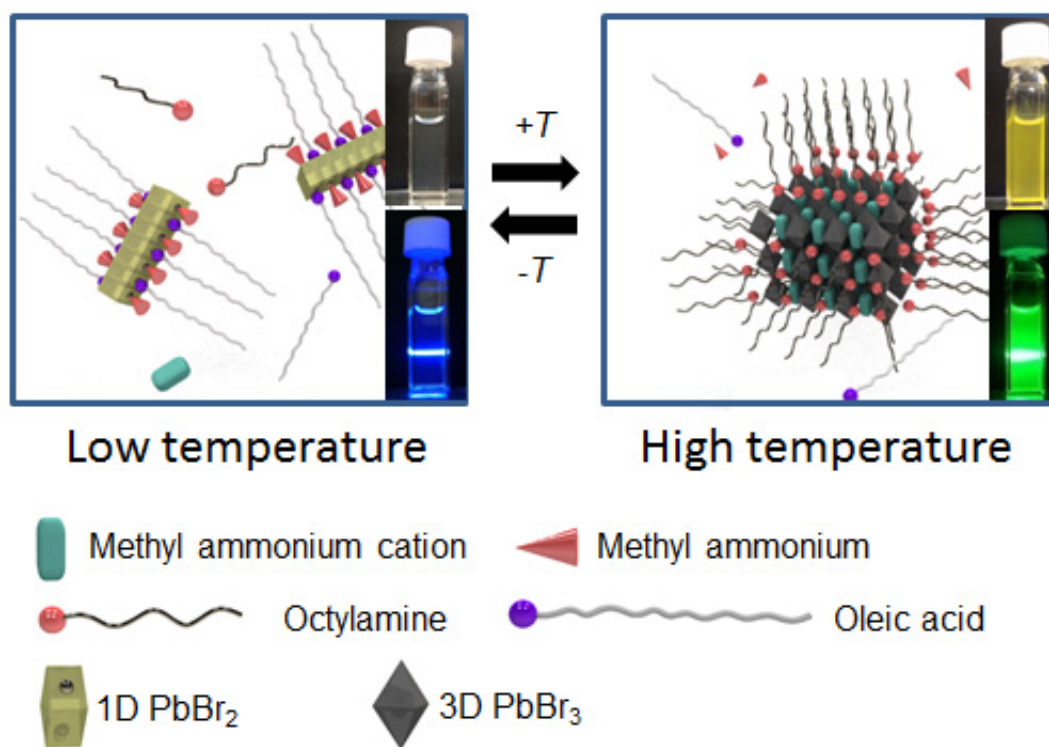 +T
-T
Low temperature
High temperature
Methyl ammonium cation
Methyl ammonium
Octylamine
Oleic acid
1D PbBr₂
3D PbBr₃